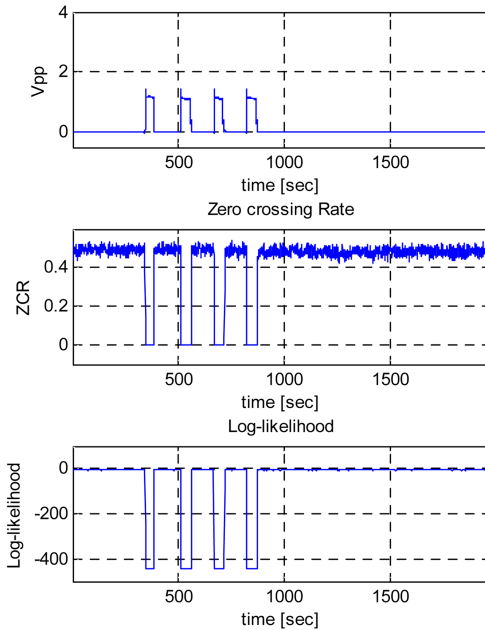 4
2
0
Vpp
500 1000 1500
time [sec]
Zero crossing Rate
0.4
0.2
0
ZCR
500 1000 1500
time [sec]
Log-likelihood
0
-200
-400
Log-likelihood
500 1000 1500
time [sec]